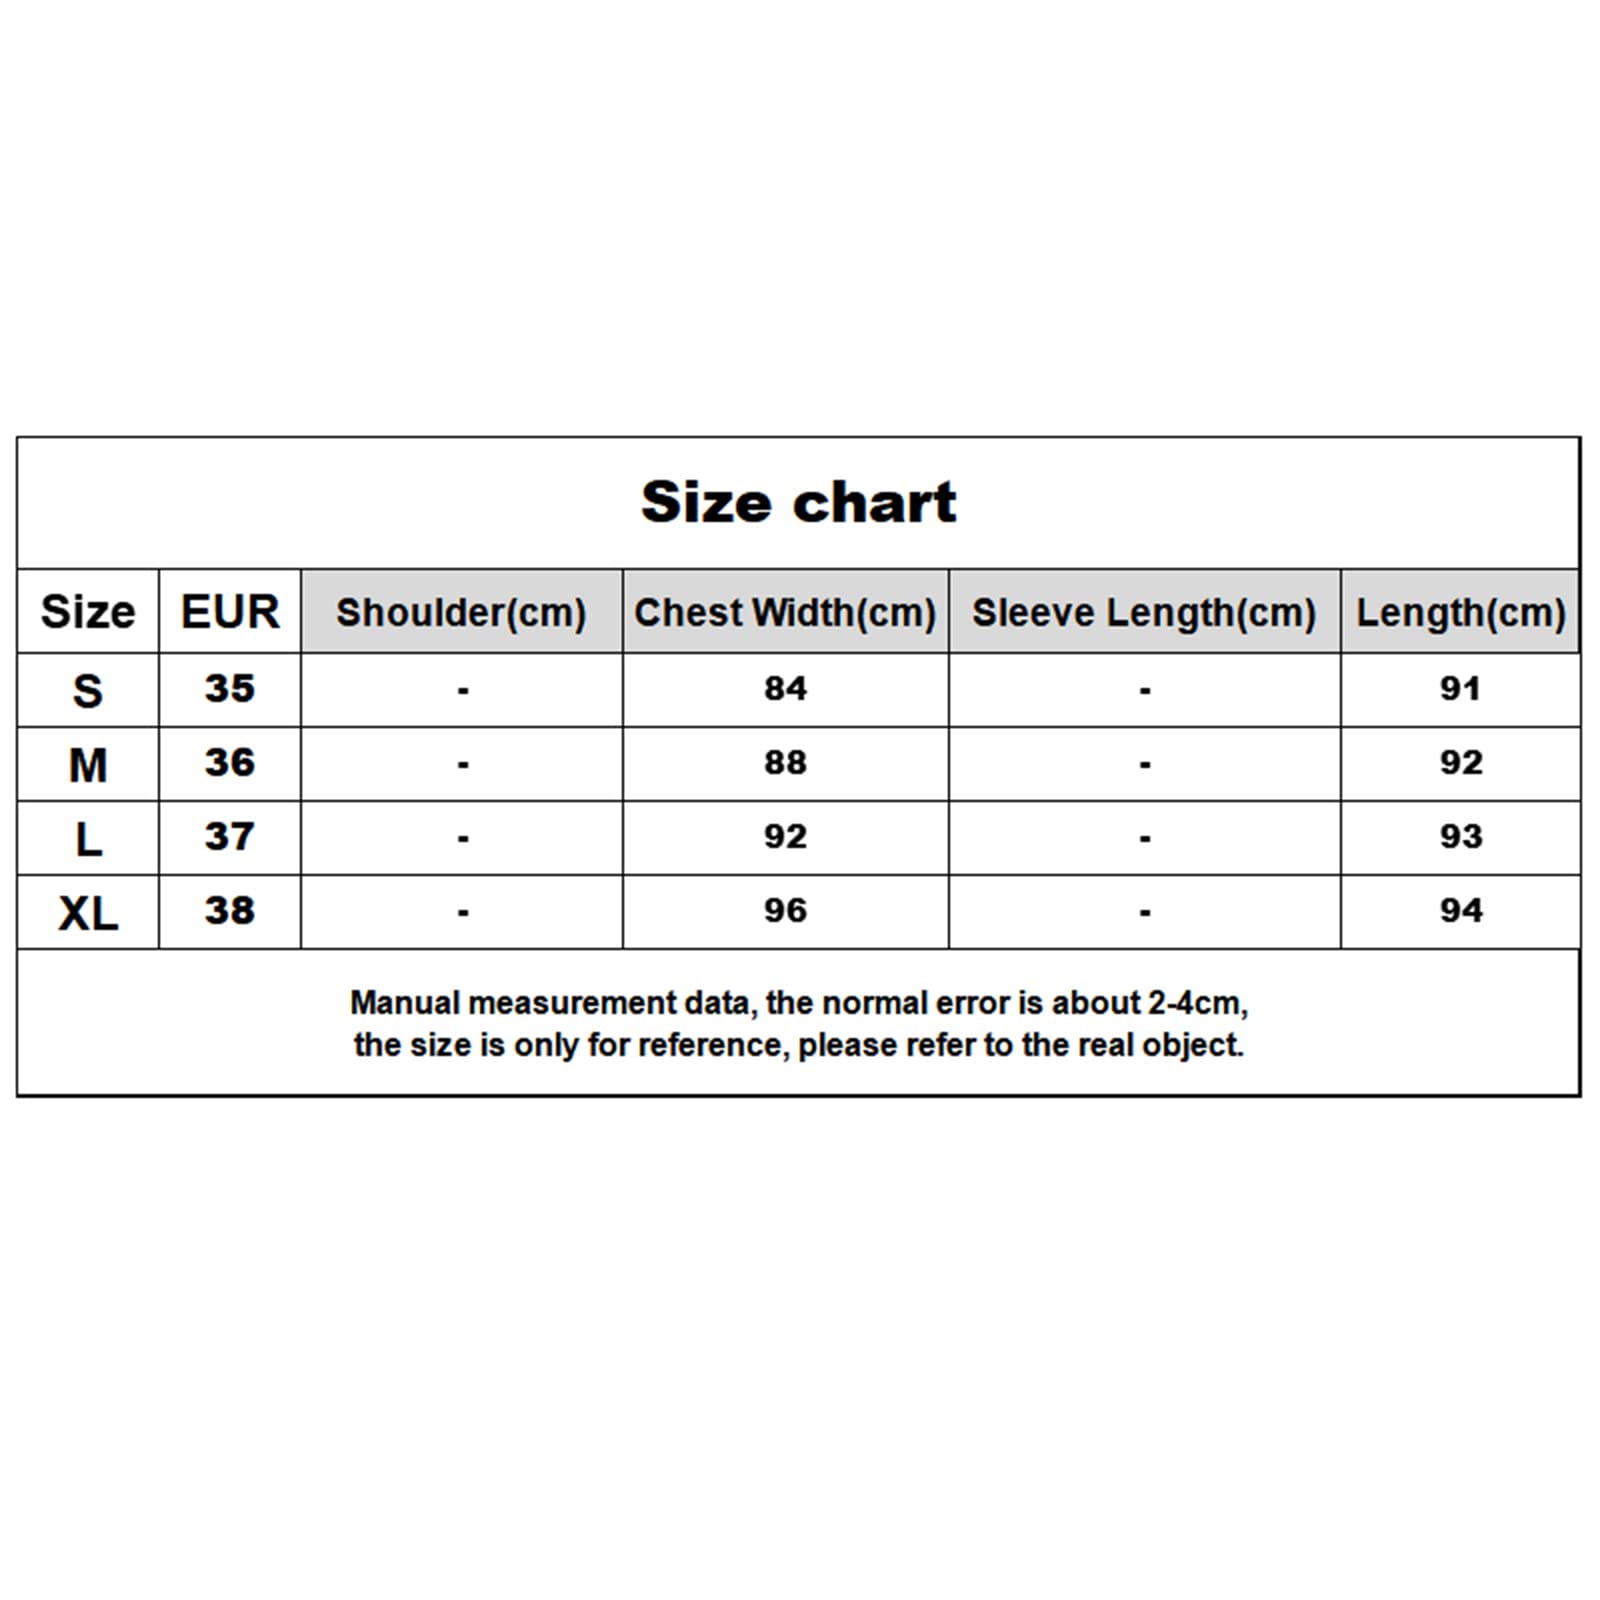 Size chart
Size EUR Shoulder(cm) Chest Width(cm) Sleeve Length(cm) Length(cm)
S 35 - 84 - 91
M 36 - 88 - 92
L 37 - 92 - 93
XL 38 - 96 - 94
Manual measurement data, the normal error is about 2-4cm,
the size is only for reference, please refer to the real object.